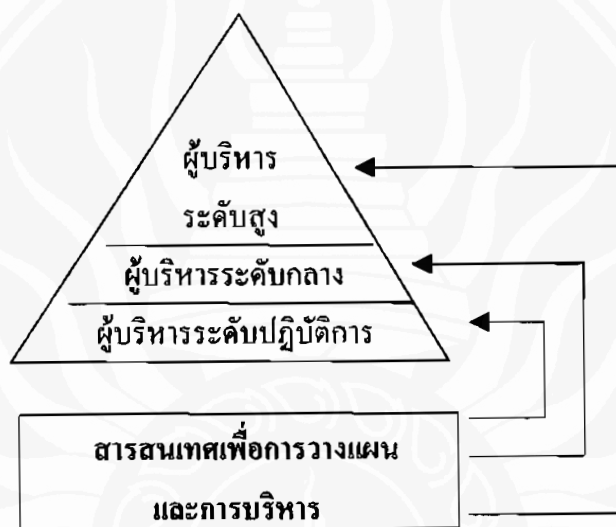 ผู้บริหาร
ระดับสูง
ผู้บริหารระดับกลาง
ผู้บริหารระดับปฏิบัติการ
สารสนเทศเพื่อการวางแผน
และการบริหาร